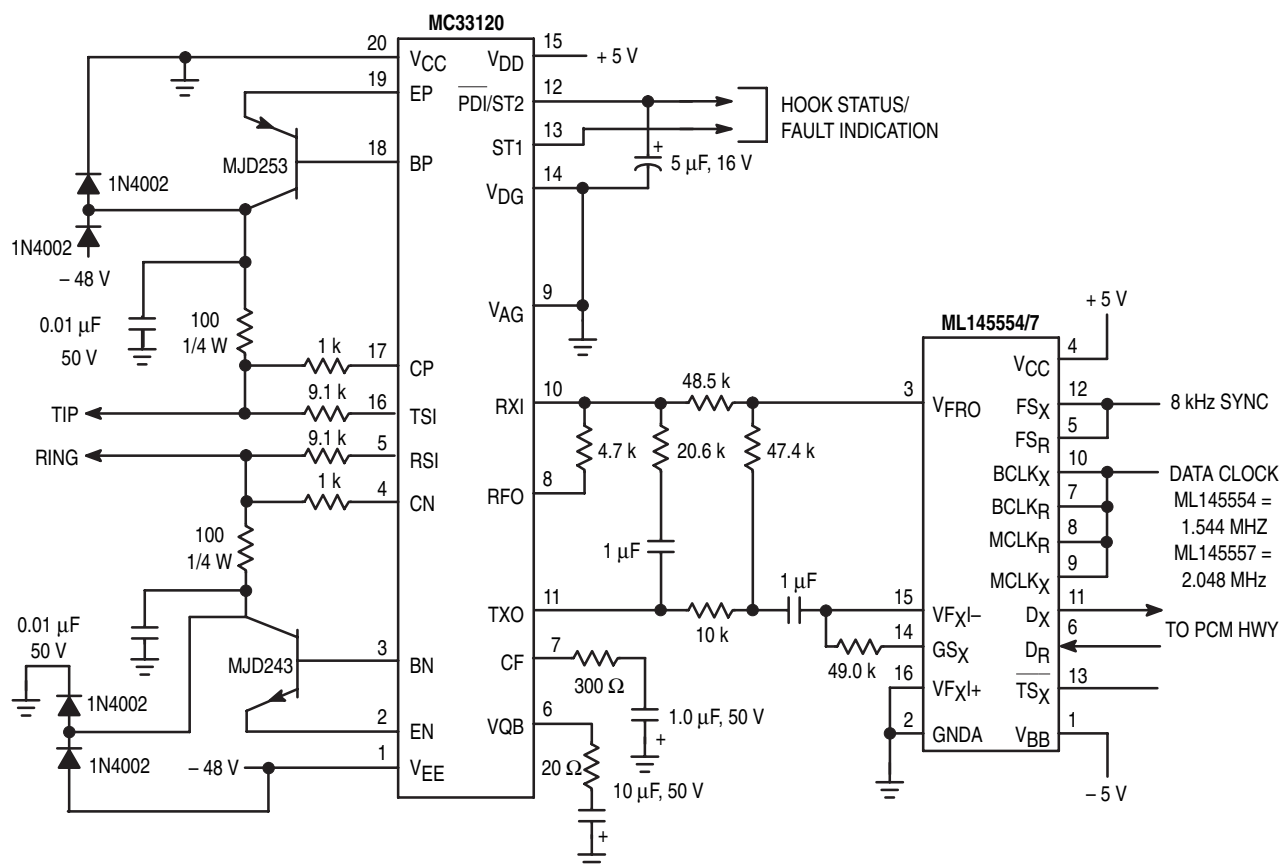 MC33120
20
VCC
19
EP
18
BP
MJD253
1N4002
1N4002
– 48 V
0.01 µF
50 V
100
1/4 W
1 k
17
CP
9.1 k
16
TSI
TIP
RING
9.1 k
5
RSI
1 k
4
CN
100
1/4 W
0.01 µF
50 V
MJD243
3
BN
1N4002
2
EN
1N4002
– 48 V
1
VEE
15
VDD
+ 5 V
12
PDI/ST2
13
ST1
HOOK STATUS/
FAULT INDICATION
+
5 µF, 16 V
14
VDG
9
VAG
10
RXI
48.5 k
4.7 k
20.6 k
47.4 k
8
RFO
1 µF
1 µF
11
TXO
10 k
7
CF
300 Ω
1.0 µF, 50 V
+
6
VQB
20 Ω
10 µF, 50 V
+
49.0 k
ML145554/7
+ 5 V
4
VCC
3
VFRO
12
FSX
8 kHz SYNC
5
FSR
10
BCLKX
DATA CLOCK
7
BCLKR
ML145554 =
8
MCLKR
1.544 MHZ
ML145557 =
9
MCLKX
2.048 MHz
15
VFXI–
11
DX
14
GSX
6
DR
TO PCM HWY
16
VFXI+
13
TSX
2
GNDA
1
VBB
– 5 V